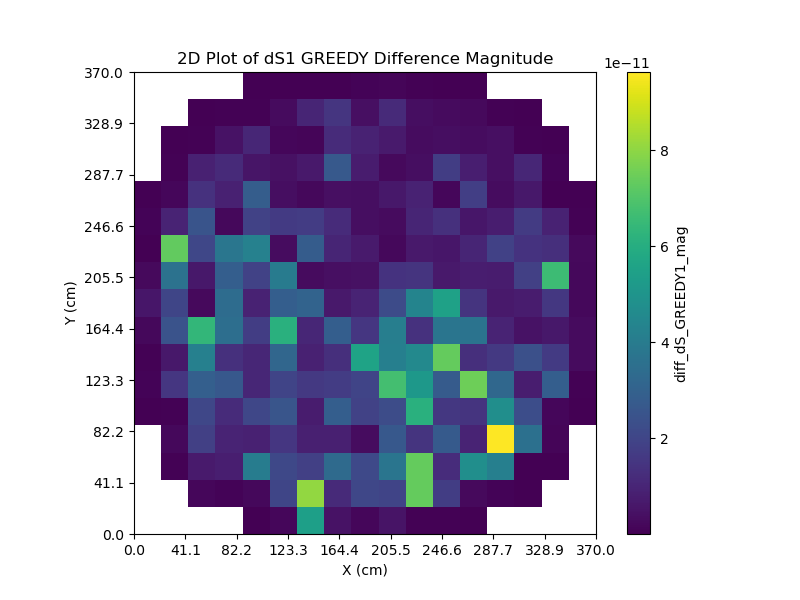 2D Plot of dS1 GREEDY Difference Magnitude
1e−11
370.0
328.9
287.7
246.6
205.5
164.4
123.3
82.2
41.1
0.0
Y (cm)
0.0 41.1 82.2 123.3 164.4 205.5 246.6 287.7 328.9 370.0
X (cm)
8
6
4
2
diff_dS_GREEDY1_mag